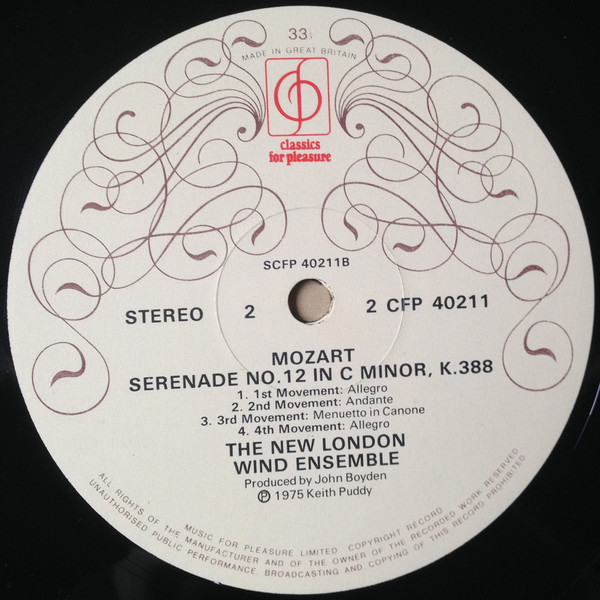 33⅓
MADE IN GREAT BRITAIN
classics
for pleasure
SCFP 40211B
STEREO 2 2 CFP 40211
MOZART
SERENADE NO.12 IN C MINOR, K.388
1. 1st Movement: Allegro
2. 2nd Movement: Andante
3. 3rd Movement: Menuetto in Canone
4. 4th Movement: Allegro
THE NEW LONDON
WIND ENSEMBLE
Produced by John Boyden
Ⓟ 1975 Keith Puddy
MUSIC FOR PLEASURE LIMITED. COPYRIGHT RECORD
ALL RIGHTS OF THE MANUFACTURER AND OF THE OWNER OF THE RECORDED WORK RESERVED
UNAUTHORISED PUBLIC PERFORMANCE, BROADCASTING AND COPYING OF THIS RECORD PROHIBITED